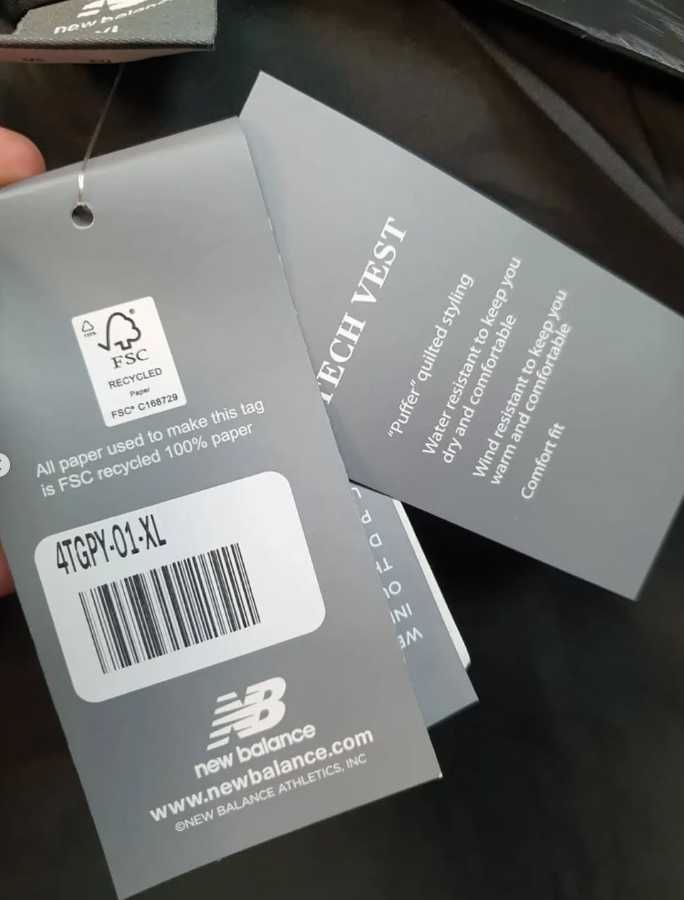 new balance
XL
100%
FSC
RECYCLED
Paper
FSC® C168729
All paper used to make this tag
is FSC recycled 100% paper
4TGPY-01-XL
NB
new balance
www.newbalance.com
©NEW BALANCE ATHLETICS, INC
TECH VEST
"Puffer" quilted styling
Water resistant to keep you
dry and comfortable
Wind resistant to keep you
warm and comfortable
Comfort fit